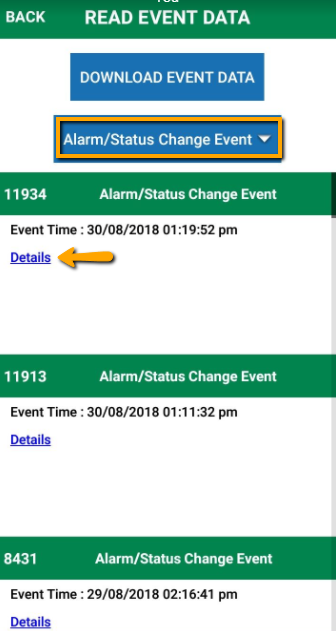 BACK READ EVENT DATA
DOWNLOAD EVENT DATA
Alarm/Status Change Event
11934 Alarm/Status Change Event
Event Time : 30/08/2018 01:19:52 pm
Details
11913 Alarm/Status Change Event
Event Time : 30/08/2018 01:11:32 pm
Details
8431 Alarm/Status Change Event
Event Time : 29/08/2018 02:16:41 pm
Details